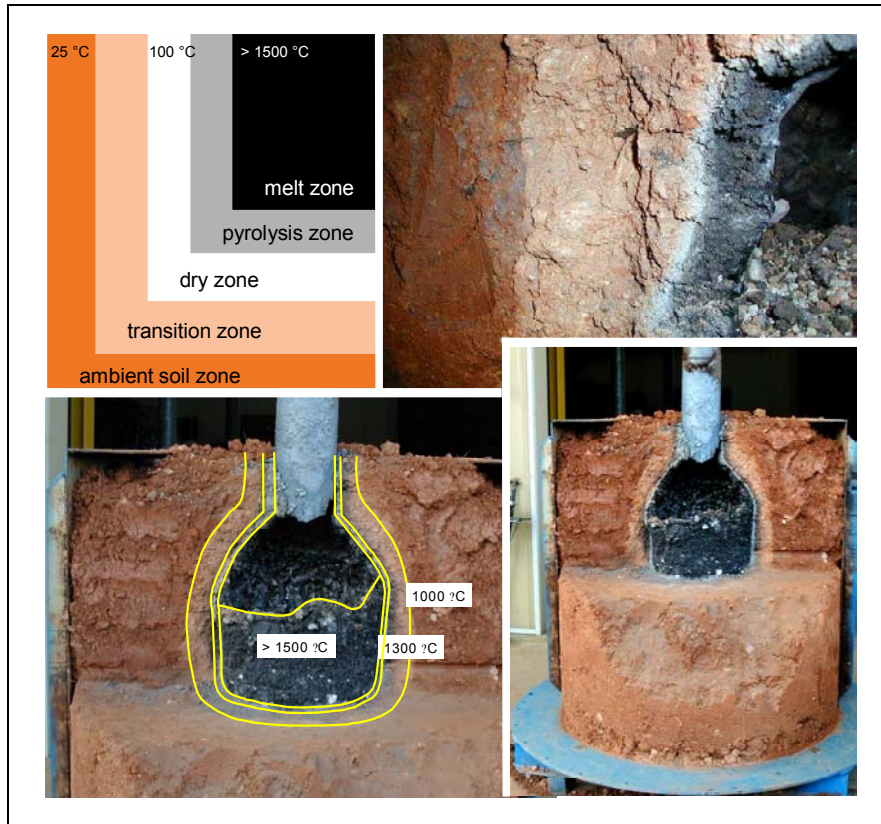 25 °C
100 °C
> 1500 °C
melt zone
pyrolysis zone
dry zone
transition zone
ambient soil zone
1000 ?C
> 1500 ?C
1300 ?C